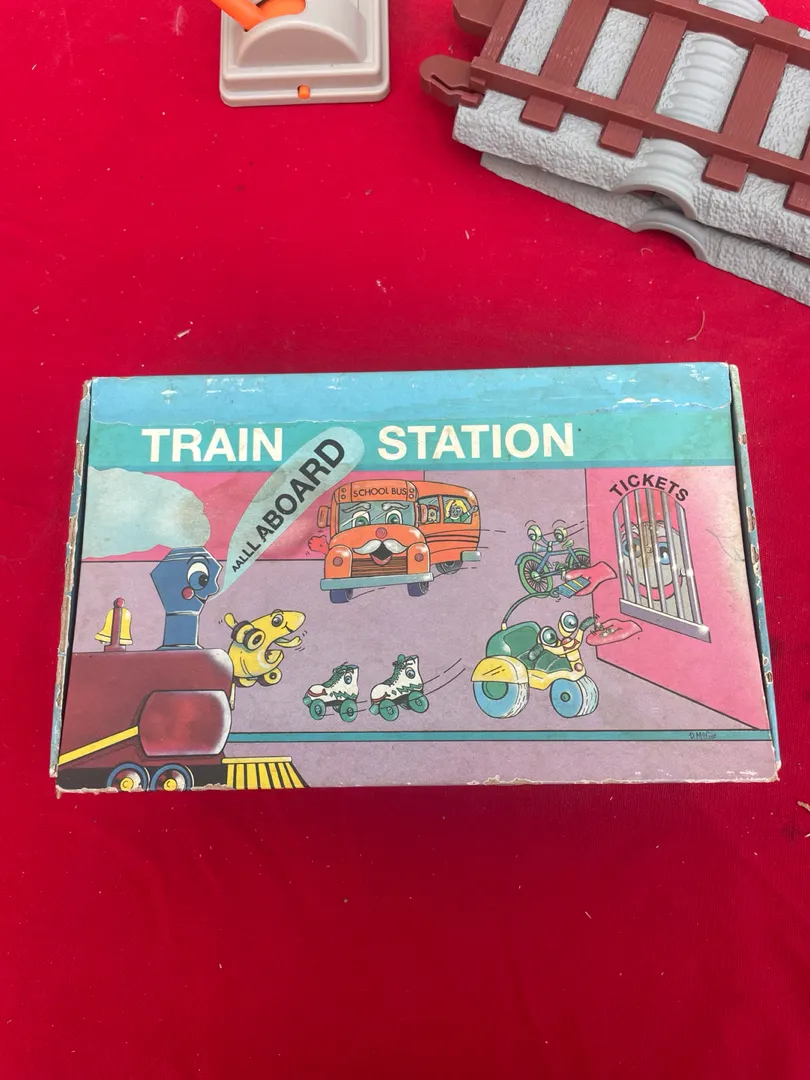 TRAIN STATION
AALLL ABOARD
SCHOOL BUS
TICKETS